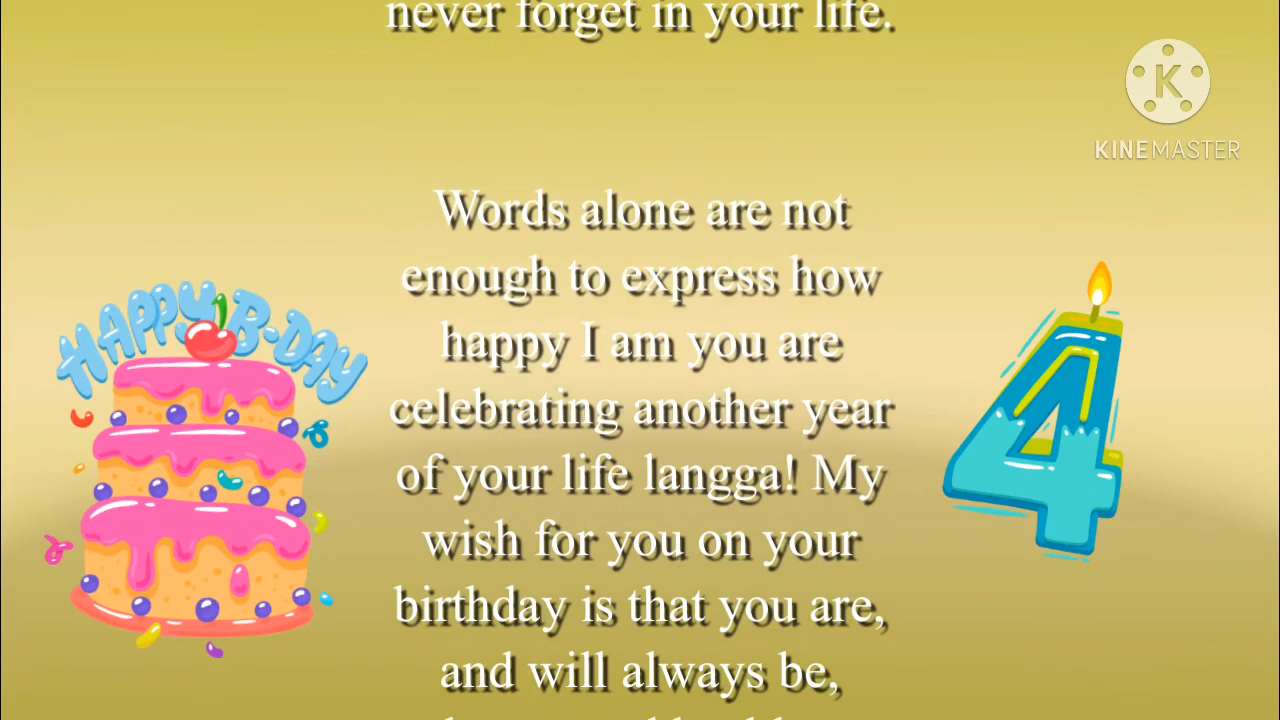 never forget in your life.
KINEMASTER
Words alone are not
enough to express how
happy I am you are
celebrating another year
of your life langga! My
wish for you on your
birthday is that you are,
and will always be,
HAPPY B-DAY
4
K